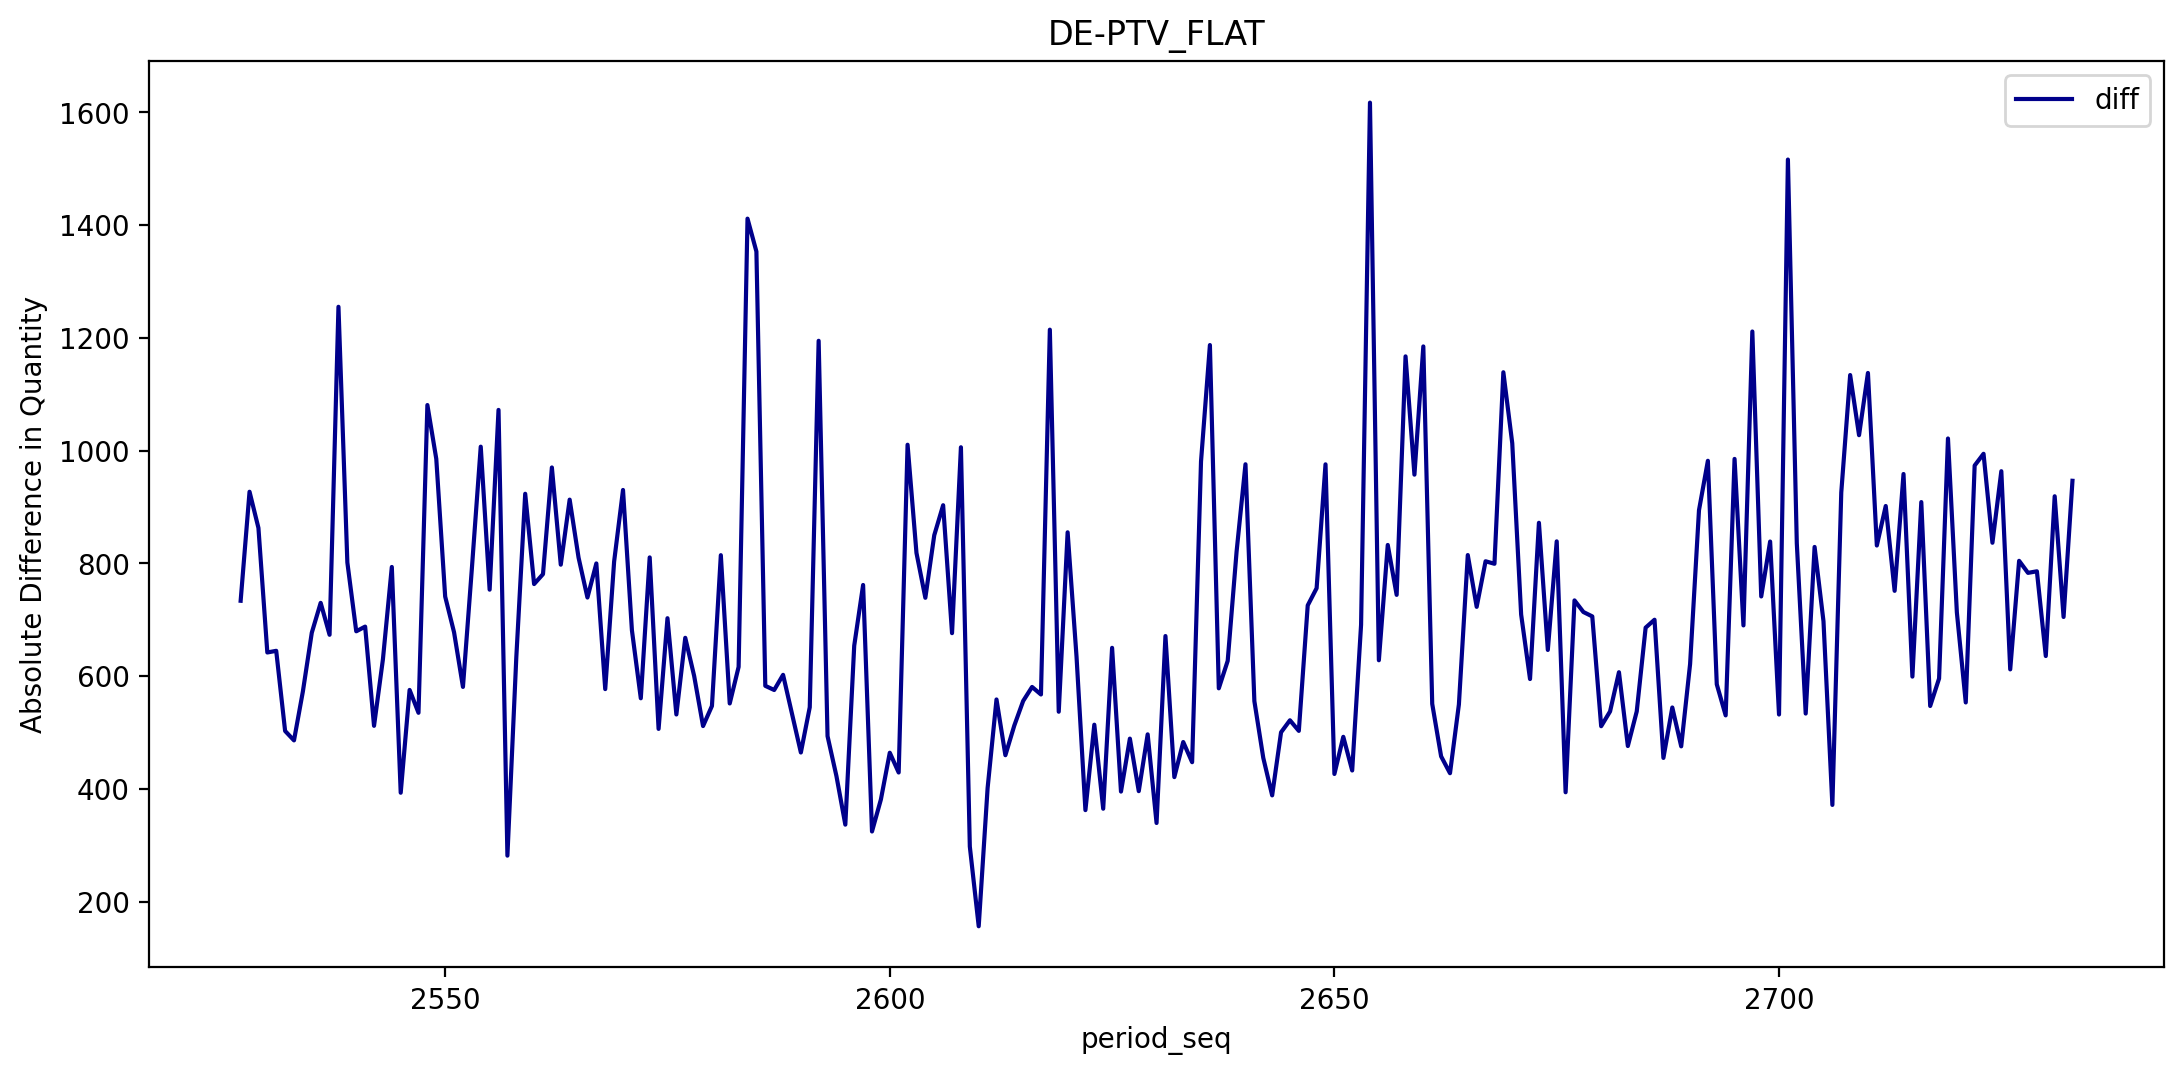 DE-PTV_FLAT
diff
Absolute Difference in Quantity
1600
1400
1200
1000
800
600
400
200
2550 2600 2650 2700
period_seq